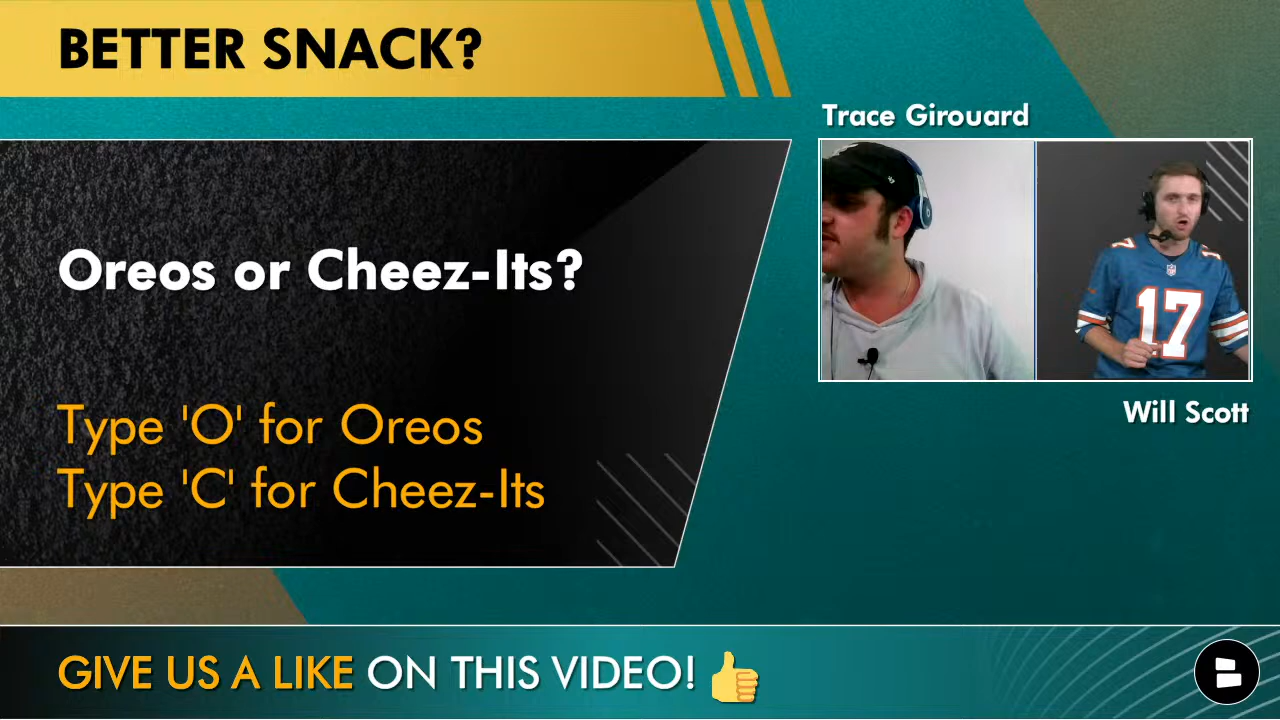 BETTER SNACK?
Trace Girouard
Oreos or Cheez-Its?
17
Will Scott
Type 'O' for Oreos
Type 'C' for Cheez-Its
GIVE US A LIKE ON THIS VIDEO!